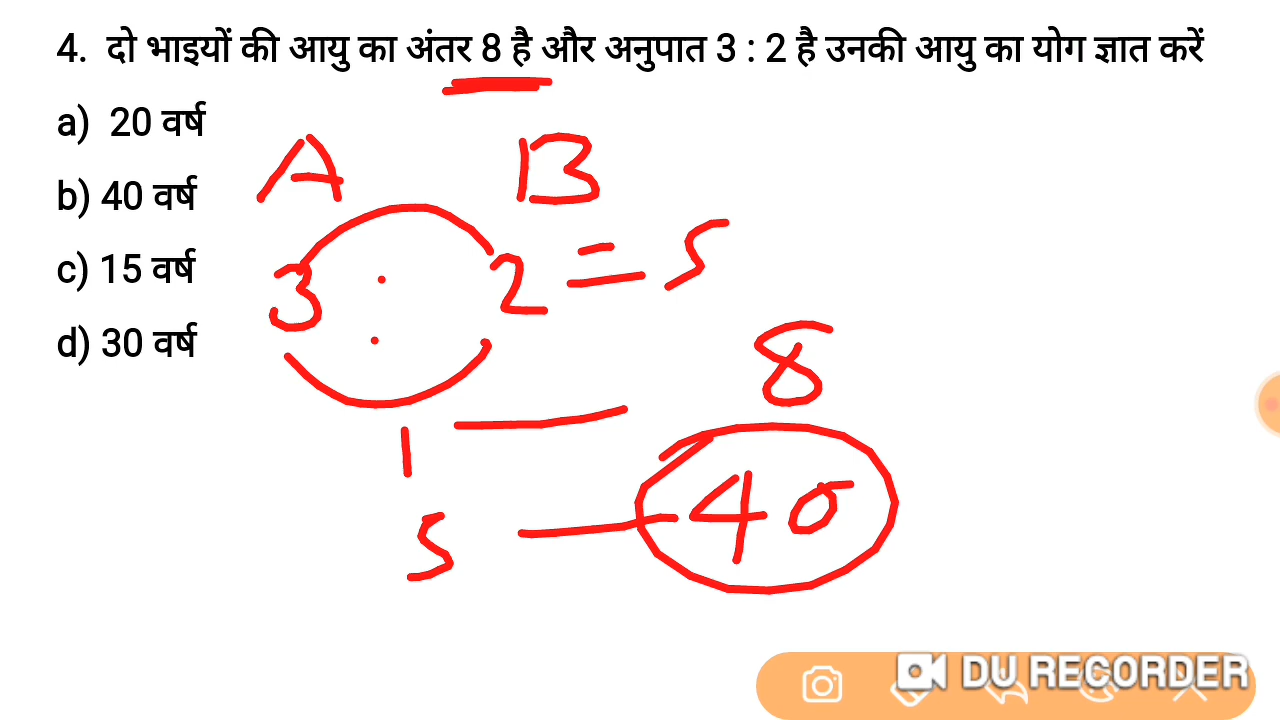 4. दो भाइयों की आयु का अंतर 8 है और अनुपात 3 : 2 है उनकी आयु का योग ज्ञात करें
a) 20 वर्ष
b) 40 वर्ष
c) 15 वर्ष
d) 30 वर्ष
A B
3 : 2 = 5
1 — 8
5 — 40
DU RECORDER